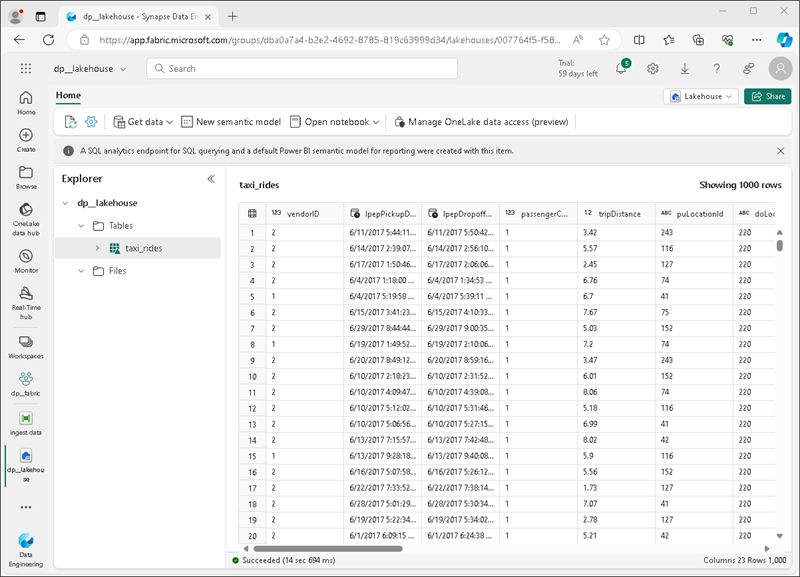 dp_lakehouse - Synapse Data En
https://app.fabric.microsoft.com/groups/dba0a7a4-b2e2-4692-8785-819c63999d34/lakehouses/007764f5-f58...
dp_lakehouse
Search
Trial:
59 days left
5
Home
Lakehouse
Share
Get data
New semantic model
Open notebook
Manage OneLake data access (preview)
A SQL analytics endpoint for SQL querying and a default Power BI semantic model for reporting were created with this item.
Home
Create
Browse
OneLake
data hub
Monitor
Real-Time
hub
Workspaces
dp_fabric
ingest data
dp_lakehou
se
Data
Engineering
Explorer
dp_lakehouse
Tables
taxi_rides
Files
taxi_rides
Showing 1000 rows
123 vendorID lpepPickupD... lpepDropoff... 123 passengerC... 1.2 tripDistance ABC puLocationId ABC doLoc
1 2 6/11/2017 5:44:11... 6/11/2017 5:50:42... 1 3.42 243 220
2 2 6/14/2017 2:39:07... 6/14/2017 2:56:10... 1 5.57 116 220
3 2 6/17/2017 1:50:46... 6/17/2017 2:06:06... 1 2.45 127 220
4 2 6/4/2017 1:18:00 ... 6/4/2017 1:34:53 ... 1 6.76 74 220
5 1 6/4/2017 5:19:58 ... 6/4/2017 5:39:11 ... 1 6.7 41 220
6 2 6/15/2017 3:41:23... 6/15/2017 4:10:33... 1 7.67 75 220
7 2 6/29/2017 8:44:44... 6/29/2017 9:00:35... 1 5.03 152 220
8 1 6/19/2017 1:49:52... 6/19/2017 2:10:06... 1 7.2 74 220
9 2 6/20/2017 8:49:12... 6/20/2017 8:59:16... 1 3.47 243 220
10 2 6/10/2017 2:18:23... 6/10/2017 2:31:52... 1 6.01 152 220
11 2 6/10/2017 4:09:47... 6/10/2017 4:39:08... 1 8.06 74 220
12 2 6/10/2017 5:12:02... 6/10/2017 5:31:46... 1 5.18 116 220
13 2 6/10/2017 5:06:56... 6/10/2017 5:27:15... 1 6.99 41 220
14 2 6/13/2017 7:15:57... 6/13/2017 7:42:48... 1 8.02 42 220
15 1 6/13/2017 9:28:18... 6/13/2017 9:40:08... 1 5.9 116 220
16 2 6/16/2017 5:07:58... 6/16/2017 5:26:12... 1 5.56 152 220
17 2 6/22/2017 7:33:52... 6/22/2017 7:38:14... 1 1.73 127 220
18 2 6/28/2017 5:01:29... 6/28/2017 5:30:34... 1 7.07 41 220
19 2 6/19/2017 5:22:34... 6/19/2017 5:34:02... 1 2.78 127 220
20 2 6/1/2017 6:09:15 ... 6/1/2017 6:24:38 ... 1 5.21 42 220
Succeeded (14 sec 694 ms)
Columns 23 Rows 1,000